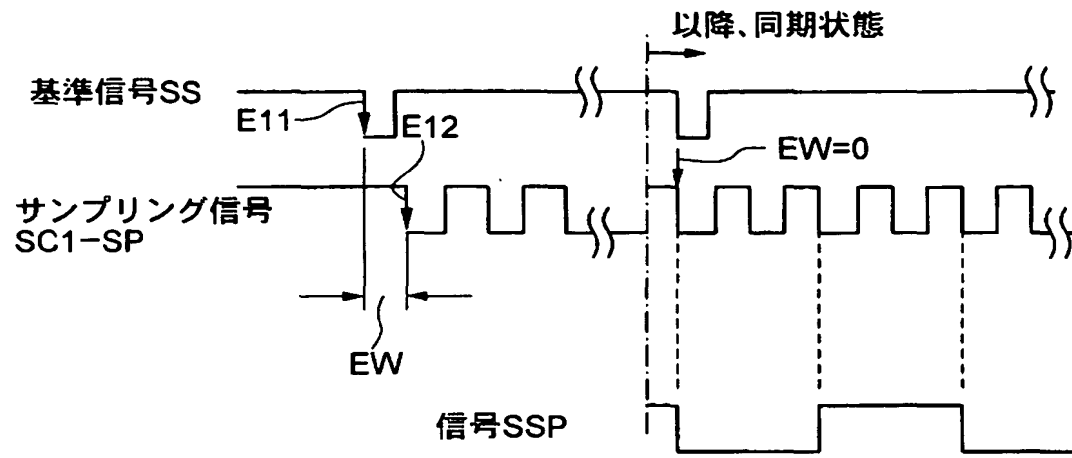 以降、同期状態
基準信号SS
E11
E12
EW=0
サンプリング信号
SC1-SP
EW
信号SSP